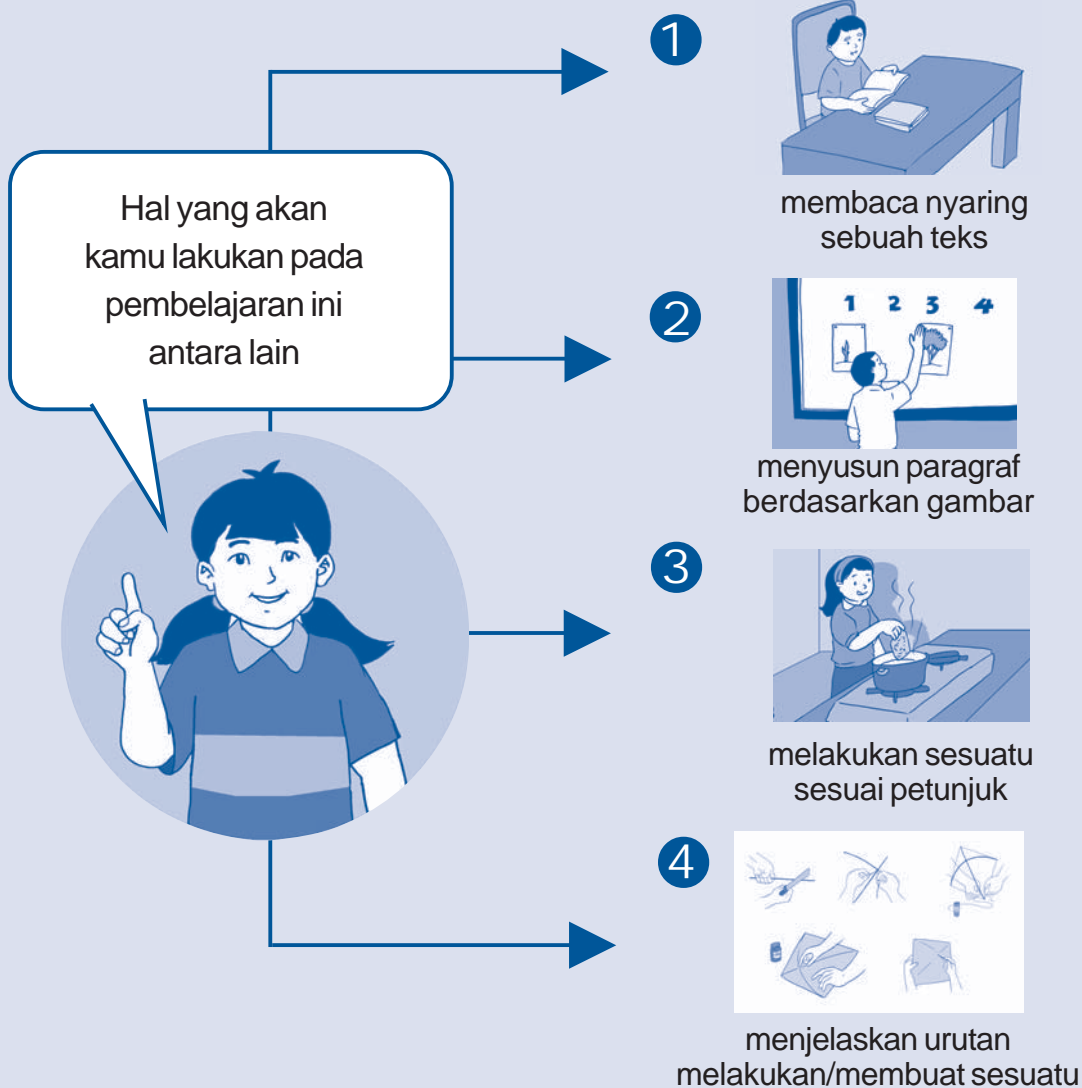 Hal yang akan
kamu lakukan pada
pembelajaran ini
antara lain
1
membaca nyaring
sebuah teks
2
1 2 3 4
menyusun paragraf
berdasarkan gambar
3
melakukan sesuatu
sesuai petunjuk
4
menjelaskan urutan
melakukan/membuat sesuatu